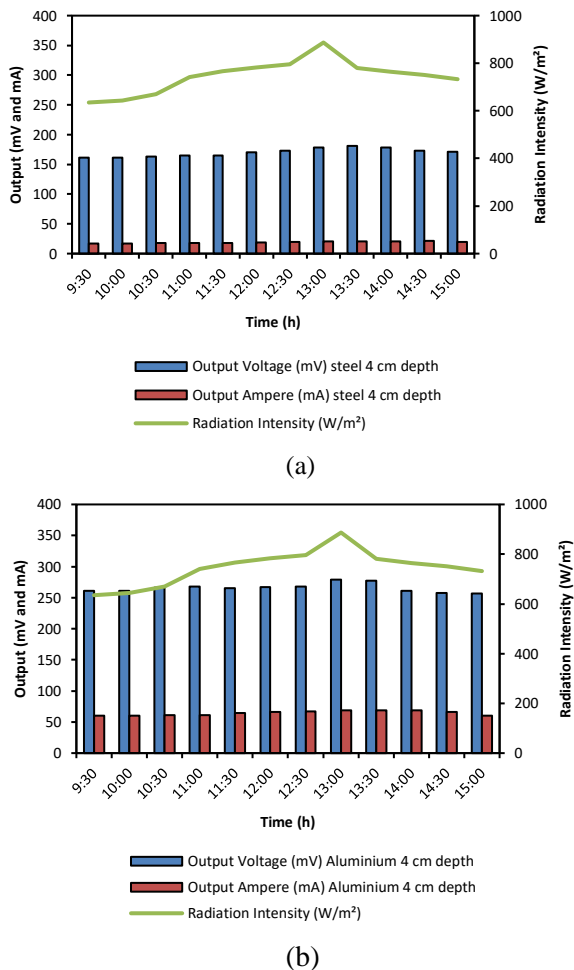 400
350
300
250
200
150
100
50
0
Output (mV and mA)
1000
800
600
400
200
0
Radiation Intensity (W/m²)
9:30 10:00 10:30 11:00 11:30 12:00 12:30 13:00 13:30 14:00 14:30 15:00
Time (h)
Output Voltage (mV) steel 4 cm depth
Output Ampere (mA) steel 4 cm depth
Radiation Intensity (W/m²)
(a)
400
350
300
250
200
150
100
50
0
Output (mV and mA)
1000
800
600
400
200
0
Radiation Intensity (W/m²)
9:30 10:00 10:30 11:00 11:30 12:00 12:30 13:00 13:30 14:00 14:30 15:00
Time (h)
Output Voltage (mV) Aluminium 4 cm depth
Output Ampere (mA) Aluminium 4 cm depth
Radiation Intensity (W/m²)
(b)